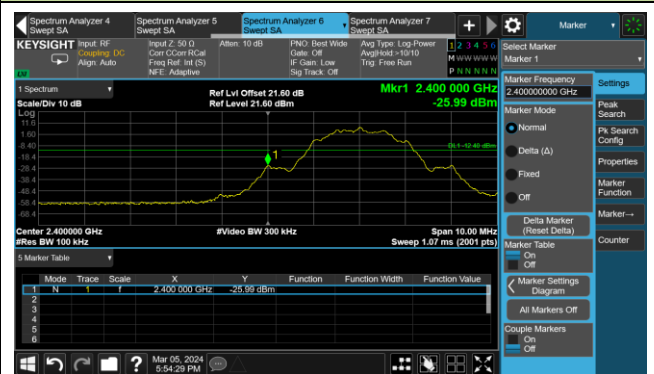 Spectrum Analyzer 4
Swept SA
Spectrum Analyzer 5
Swept SA
Spectrum Analyzer 6
Swept SA
Spectrum Analyzer 7
Swept SA
+
Marker
KEYSIGHT
Input: RF
Coupling: DC
Align: Auto
Input Z: 50 Ω
Corr CCorr RCal
Freq Ref: Int (S)
NFE: Adaptive
Atten: 10 dB
PNO: Best Wide
Gate: Off
IF Gain: Low
Sig Track: Off
Avg Type: Log-Power
Avg|Hold:>10/10
Trig: Free Run
1 2 3 4 5 6
M W W W W W
P N N N N N
LXI
Select Marker
Marker 1
1 Spectrum
Scale/Div 10 dB
Ref Lvl Offset 21.60 dB
Ref Level 21.60 dBm
Mkr1 2.400 000 GHz
-25.99 dBm
Log
11.6
1.60
-8.40
-18.4
-28.4
-38.4
-48.4
-58.4
-68.4
1
DL1 -12.40 dBm
Center 2.400000 GHz
#Res BW 100 kHz
#Video BW 300 kHz
Span 10.00 MHz
Sweep 1.07 ms (2001 pts)
5 Marker Table
Mode Trace Scale X Y Function Function Width Function Value
1 N 1 f 2.400 000 GHz -25.99 dBm
2
3
4
5
6
Marker Frequency
2.400000000 GHz
Marker Mode
Normal
Delta (Δ)
Fixed
Off
Delta Marker
(Reset Delta)
Marker Table
On
Off
Marker Settings
Diagram
All Markers Off
Couple Markers
On
Off
Settings
Peak
Search
Pk Search
Config
Properties
Marker
Function
Marker→
Counter
?
Mar 05, 2024
5:54:29 PM